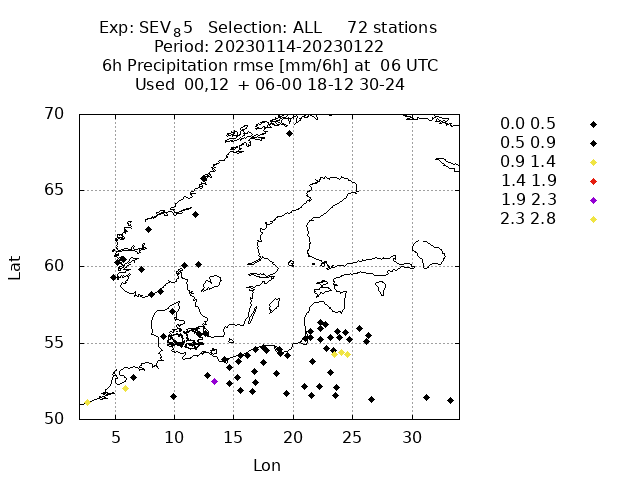 Exp: SEV₈5 Selection: ALL 72 stations
Period: 20230114-20230122
6h Precipitation rmse [mm/6h] at 06 UTC
Used 00,12 + 06-00 18-12 30-24
70
65
60
55
50
Lat
5 10 15 20 25 30
Lon
0.0 0.5
0.5 0.9
0.9 1.4
1.4 1.9
1.9 2.3
2.3 2.8